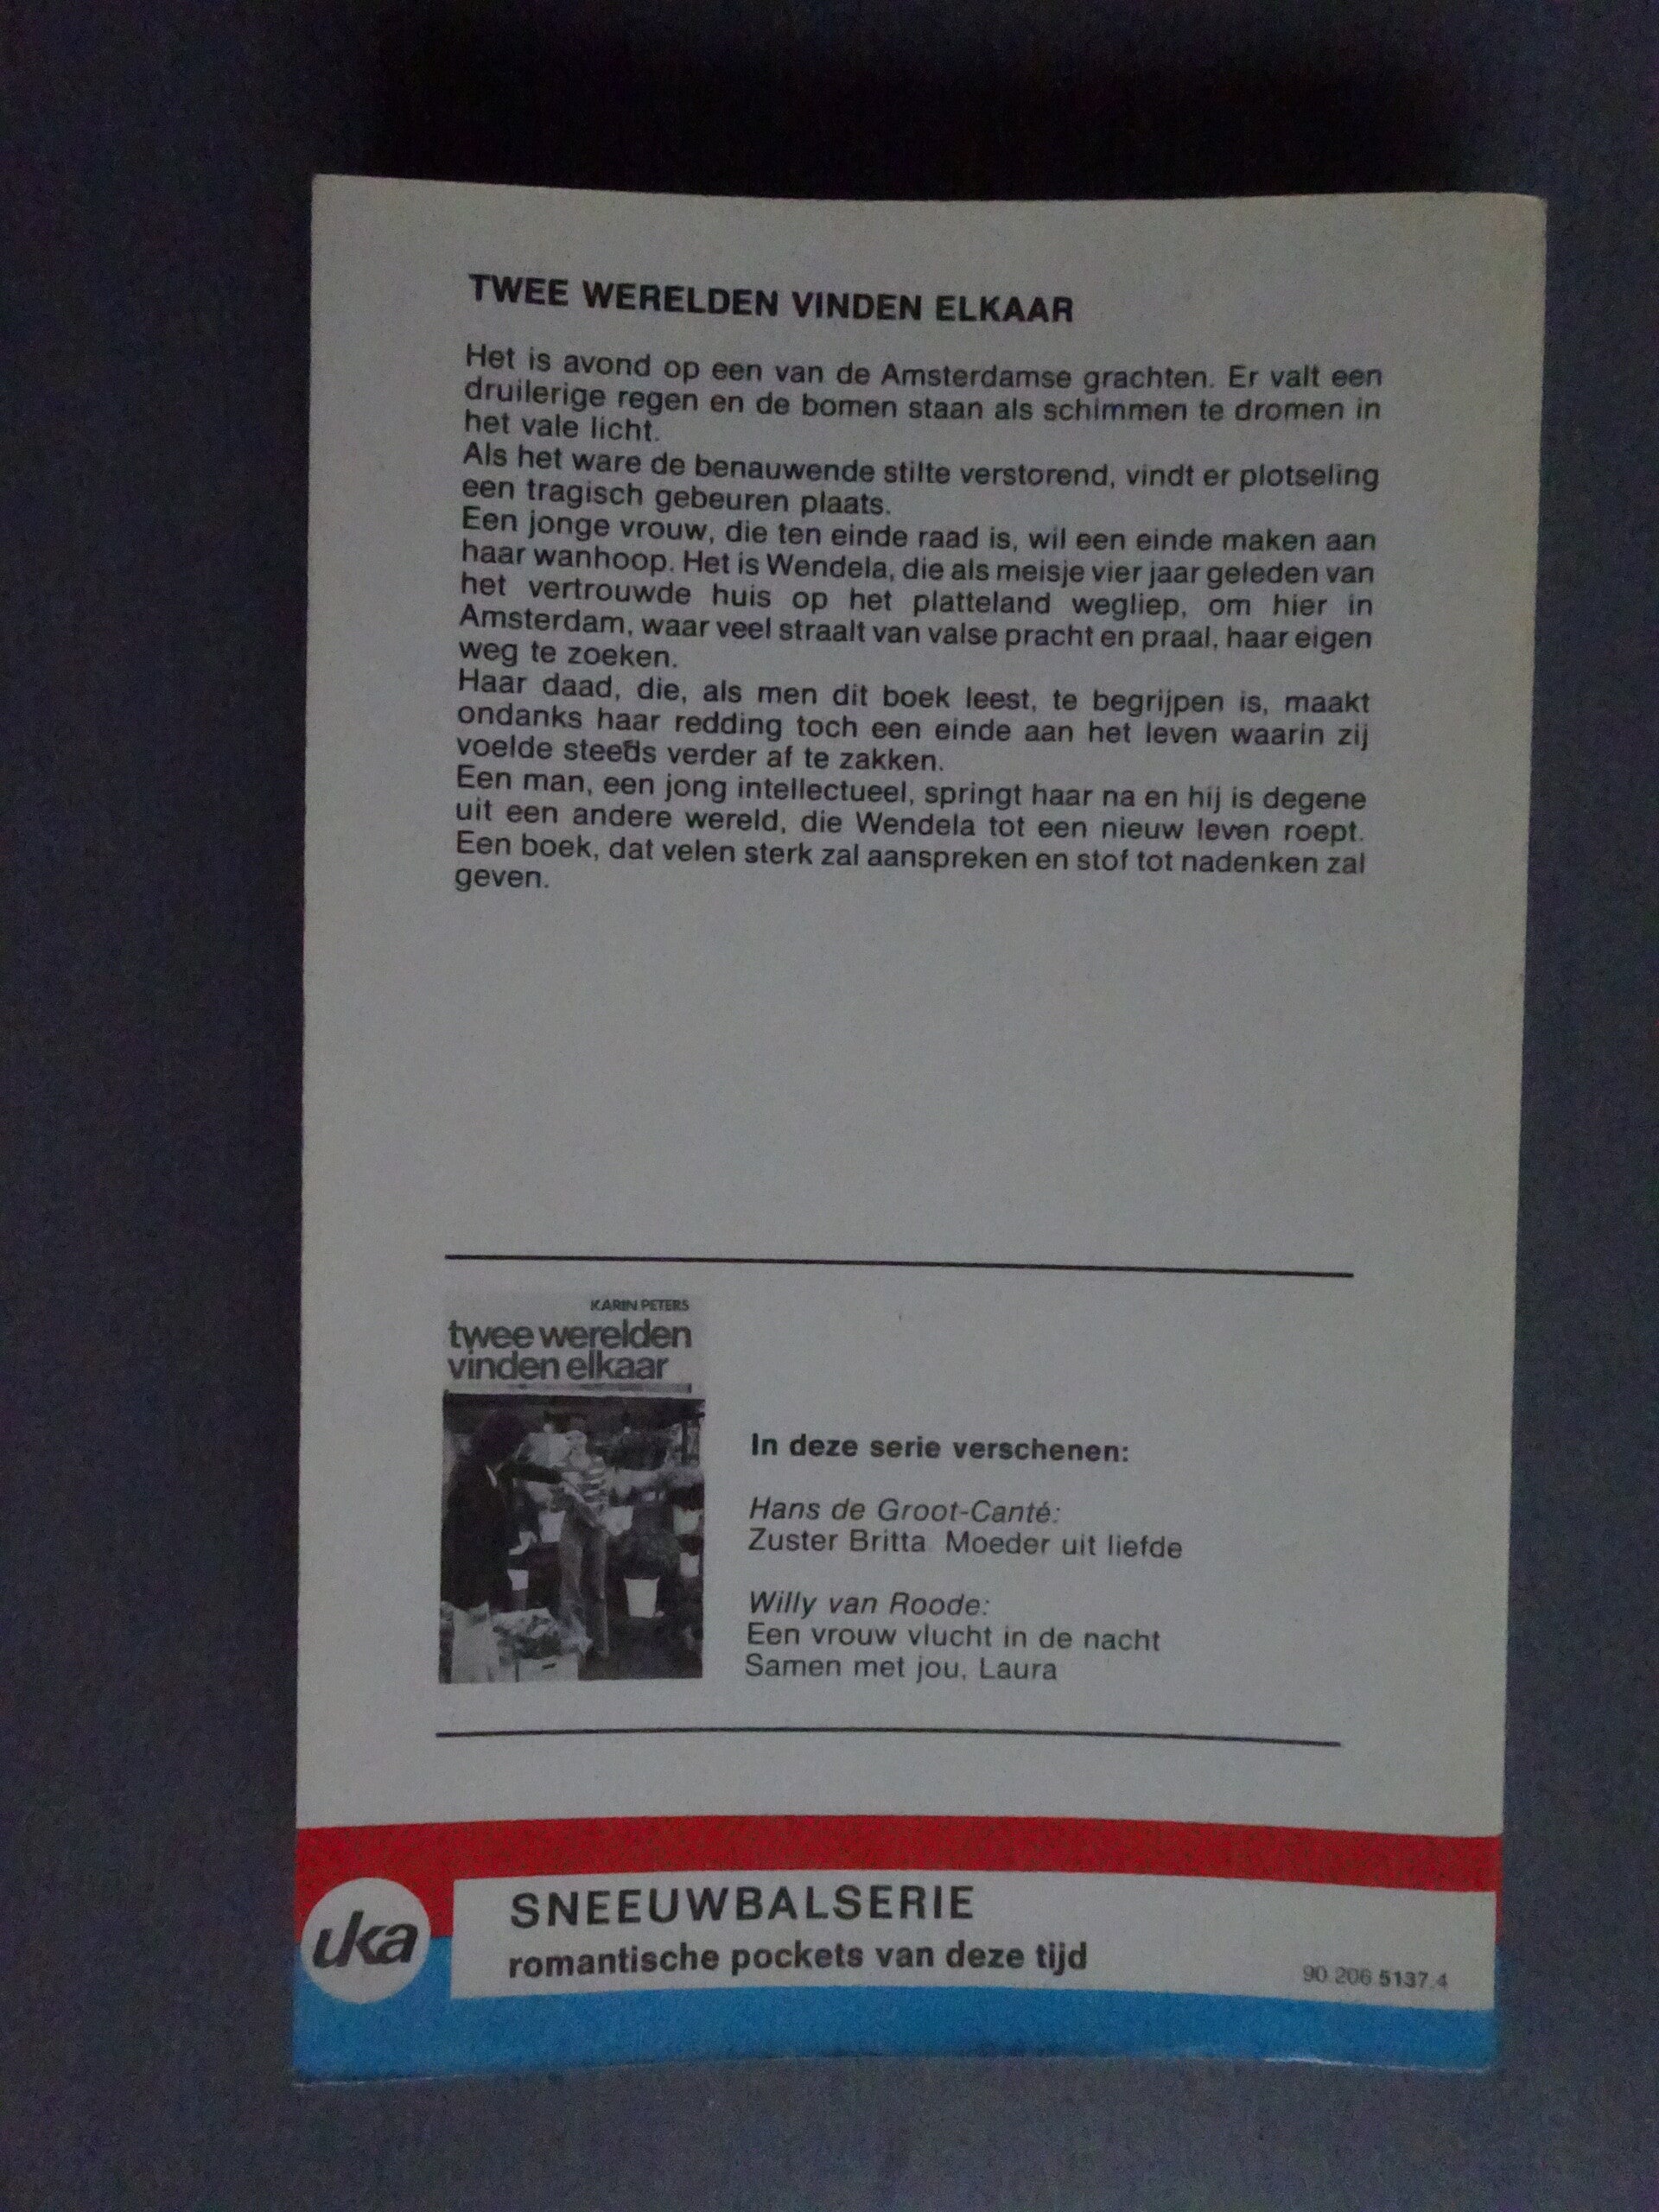 TWEE WERELDEN VINDEN ELKAAR
Het is avond op een van de Amsterdamse grachten. Er valt een
druilerige regen en de bomen staan als schimmen te dromen in
het vale licht.
Als het ware de benauwende stilte verstorend, vindt er plotseling
een tragisch gebeuren plaats.
Een jonge vrouw, die ten einde raad is, wil een einde maken aan
haar wanhoop. Het is Wendela, die als meisje vier jaar geleden van
het vertrouwde huis op het platteland wegliep, om hier in
Amsterdam, waar veel straalt van valse pracht en praal, haar eigen
weg te zoeken.
Haar daad, die, als men dit boek leest, te begrijpen is, maakt
ondanks haar redding toch een einde aan het leven waarin zij
voelde steeds verder af te zakken.
Een man, een jong intellectueel, springt haar na en hij is degene
uit een andere wereld, die Wendela tot een nieuw leven roept.
Een boek, dat velen sterk zal aanspreken en stof tot nadenken zal
geven.
KARIN PETERS
twee werelden
vinden elkaar
In deze serie verschenen:
Hans de Groot-Canté:
Zuster Britta Moeder uit liefde
Willy van Roode:
Een vrouw vlucht in de nacht
Samen met jou, Laura
uka
SNEEUWBALSERIE
romantische pockets van deze tijd
90.206.5137.4